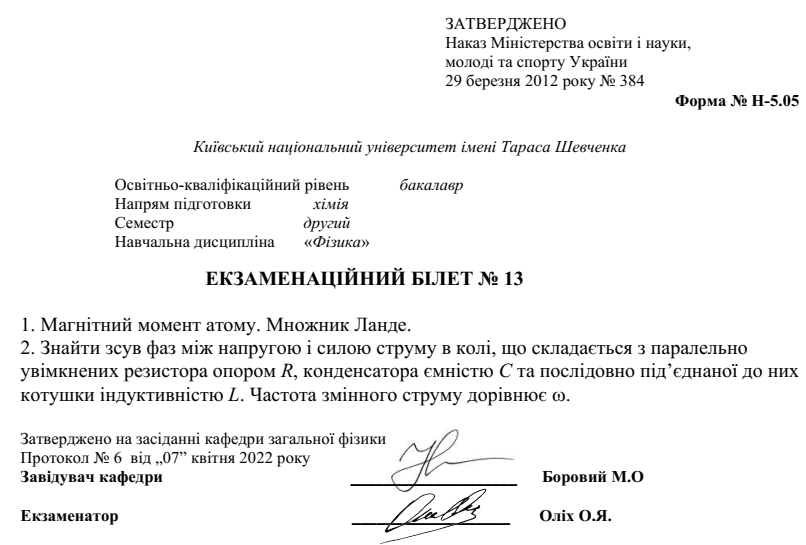 ЗАТВЕРДЖЕНО
Наказ Міністерства освіти і науки,
молоді та спорту України
29 березня 2012 року № 384
Форма № Н-5.05
Київський національний університет імені Тараса Шевченка
Освітньо-кваліфікаційний рівень бакалавр
Напрям підготовки хімія
Семестр другий
Навчальна дисципліна «Фізика»
ЕКЗАМЕНАЦІЙНИЙ БІЛЕТ № 13
1. Магнітний момент атому. Множник Ланде.
2. Знайти зсув фаз між напругою і силою струму в колі, що складається з паралельно
увімкнених резистора опором R, конденсатора ємністю C та послідовно під’єднаної до них
котушки індуктивністю L. Частота змінного струму дорівнює ω.
Затверджено на засіданні кафедри загальної фізики
Протокол № 6 від „07” квітня 2022 року
Завідувач кафедри Боровий М.О
Екзаменатор Оліх О.Я.